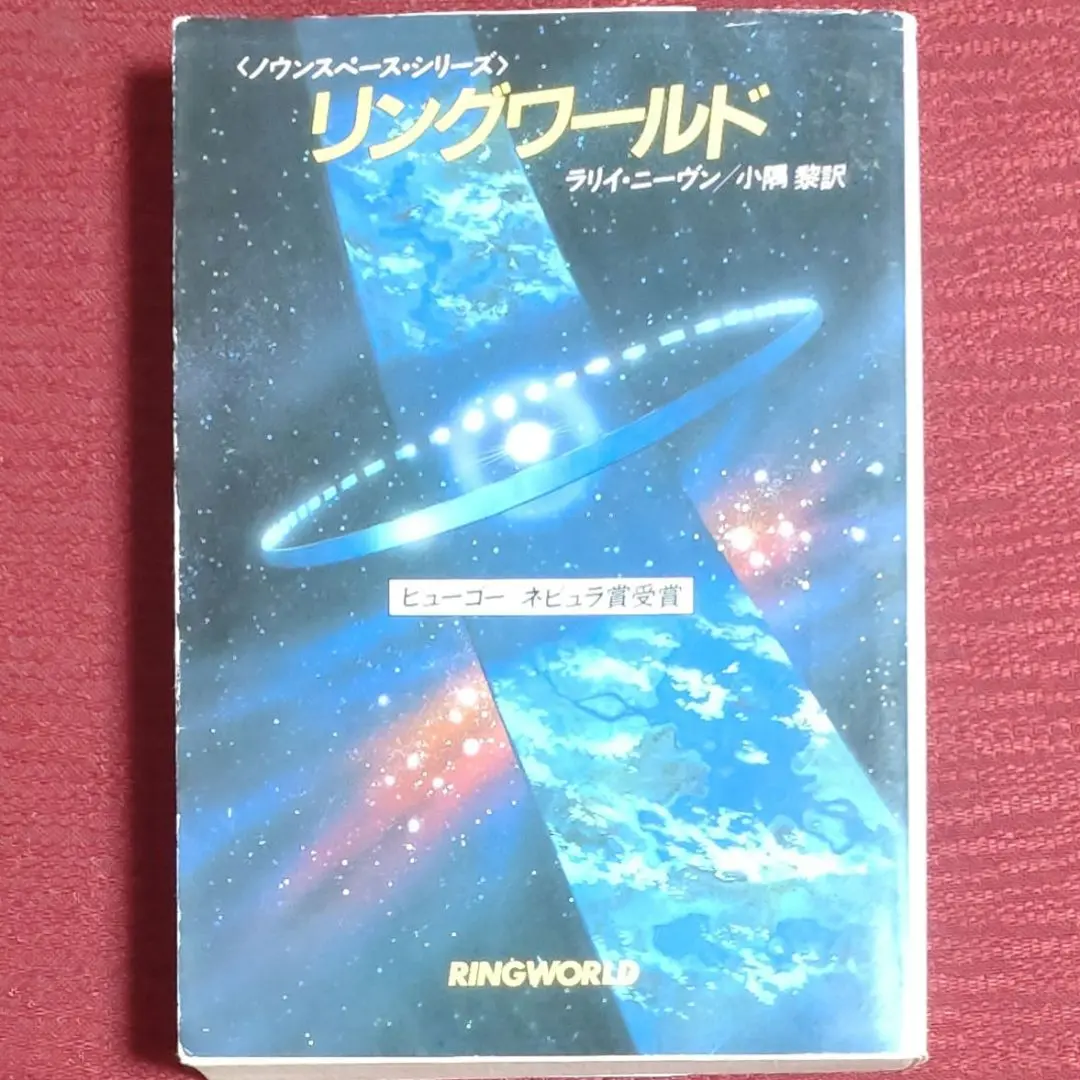 〈ノウンスペース・シリーズ〉
リングワールド
ラリイ・ニーヴン／小隅 黎訳
ヒューゴー ネビュラ賞受賞
RINGWORLD